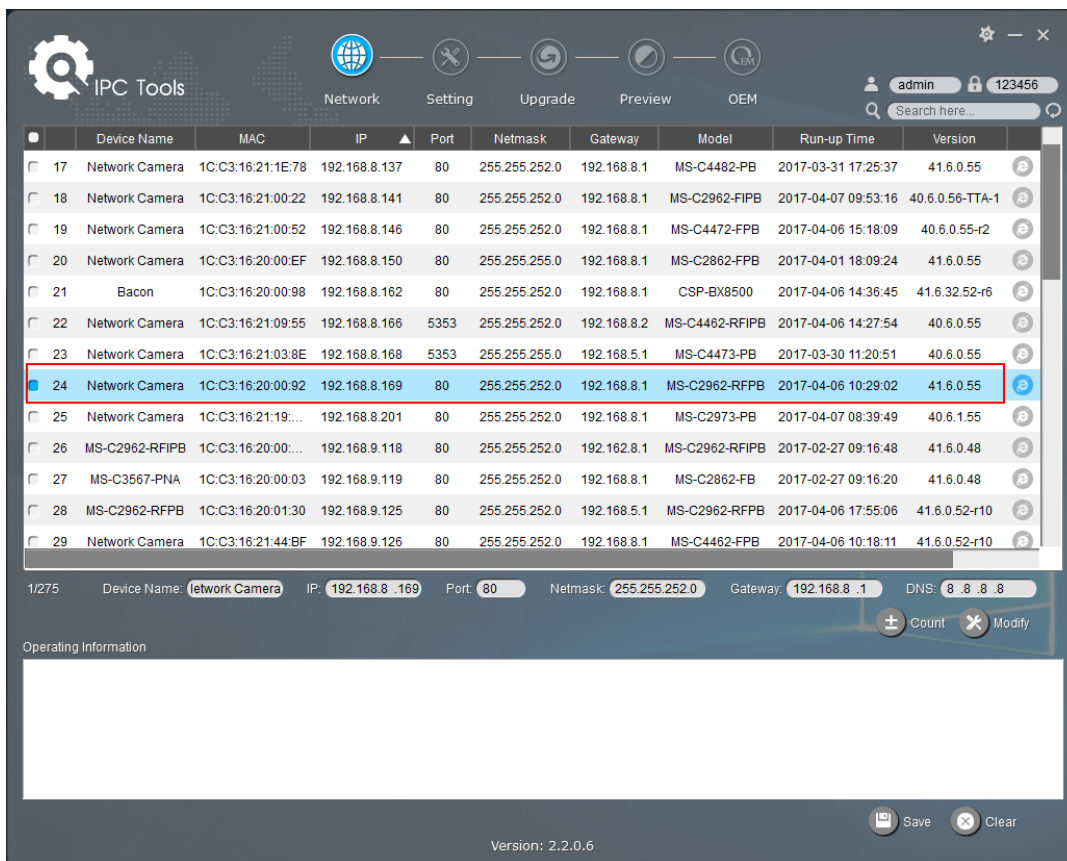 IPC Tools
Network Setting Upgrade Preview OEM
admin 123456
Search here...
Device Name MAC IP Port Netmask Gateway Model Run-up Time Version
17 Network Camera 1C:C3:16:21:1E:78 192.168.8.137 80 255.255.252.0 192.168.8.1 MS-C4482-PB 2017-03-31 17:25:37 41.6.0.55
18 Network Camera 1C:C3:16:21:00:22 192.168.8.141 80 255.255.252.0 192.168.8.1 MS-C2962-FIPB 2017-04-07 09:53:16 40.6.0.56-TTA-1
19 Network Camera 1C:C3:16:21:00:52 192.168.8.146 80 255.255.252.0 192.168.8.1 MS-C4472-FPB 2017-04-06 15:18:09 40.6.0.55-r2
20 Network Camera 1C:C3:16:20:00:EF 192.168.8.150 80 255.255.252.0 192.168.8.1 MS-C2862-FPB 2017-04-01 18:09:24 41.6.0.55
21 Bacon 1C:C3:16:20:00:98 192.168.8.162 80 255.255.252.0 192.168.8.1 CSP-BX8500 2017-04-06 14:36:45 41.6.32.52-r6
22 Network Camera 1C:C3:16:21:09:55 192.168.8.166 5353 255.255.252.0 192.168.8.2 MS-C4462-RFIPB 2017-04-06 14:27:54 40.6.0.55
23 Network Camera 1C:C3:16:21:03:8E 192.168.8.168 5353 255.255.255.0 192.168.5.1 MS-C4473-PB 2017-03-30 11:20:51 40.6.0.55
24 Network Camera 1C:C3:16:20:00:92 192.168.8.169 80 255.255.252.0 192.168.8.1 MS-C2962-RFPB 2017-04-06 10:29:02 41.6.0.55
25 Network Camera 1C:C3:16:21:19:... 192.168.8.201 80 255.255.252.0 192.168.8.1 MS-C2973-PB 2017-04-07 08:39:49 40.6.1.55
26 MS-C2962-RFIPB 1C:C3:16:20:00:... 192.168.9.118 80 255.255.252.0 192.162.8.1 MS-C2962-RFIPB 2017-02-27 09:16:48 41.6.0.48
27 MS-C3567-PNA 1C:C3:16:20:00:03 192.168.9.119 80 255.255.252.0 192.168.8.1 MS-C2862-FB 2017-02-27 09:16:20 41.6.0.48
28 MS-C2962-RFPB 1C:C3:16:20:01:30 192.168.9.125 80 255.255.252.0 192.168.5.1 MS-C2962-RFPB 2017-04-06 17:55:06 41.6.0.52-r10
29 Network Camera 1C:C3:16:21:44:BF 192.168.9.126 80 255.255.252.0 192.168.8.1 MS-C4462-FPB 2017-04-06 10:18:11 41.6.0.52-r10
1/275 Device Name: letwork Camera IP: 192.168.8 .169 Port: 80 Netmask: 255.255.252.0 Gateway: 192.168.8 .1 DNS: 8 .8 .8 .8
Count Modify
Operating Information
Save Clear
Version: 2.2.0.6